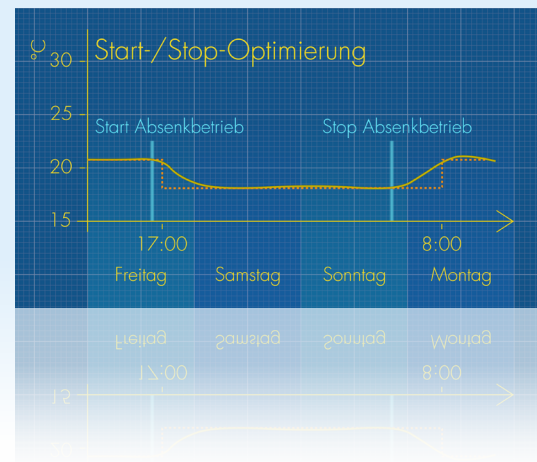 °C
Start-/Stop-Optimierung
30
25
Start Absenkbetrieb Stop Absenkbetrieb
20
15
17:00 8:00
Freitag Samstag Sonntag Montag